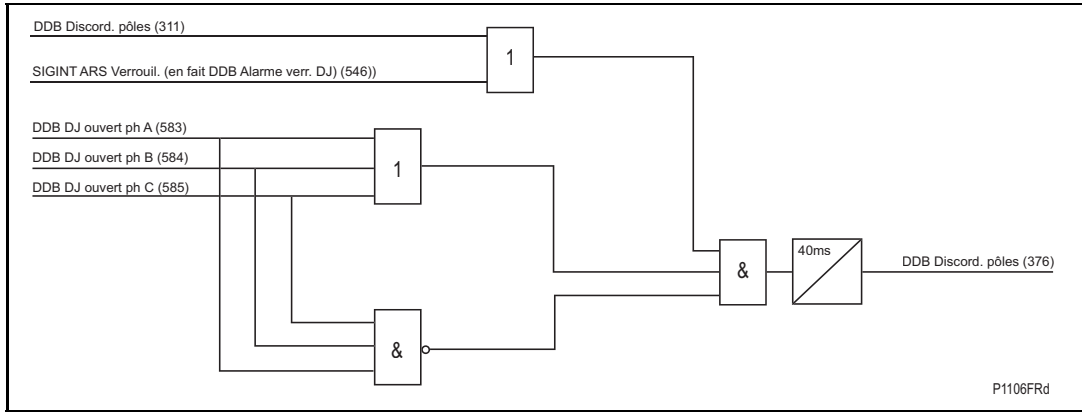 DDB Discord. pôles (311)
1
SIGINT ARS Verrouil. (en fait DDB Alarme verr. DJ) (546))
DDB DJ ouvert ph A (583)
DDB DJ ouvert ph B (584)
1
DDB DJ ouvert ph C (585)
40ms
DDB Discord. pôles (376)
&
&
P1106FRd